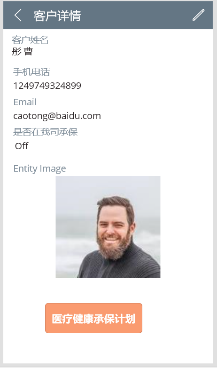 客户详情
客户姓名
彤 曹
手机电话
1249749324899
Email
caotong@baidu.com
是否在我司承保
Off
Entity Image
医疗健康承保计划